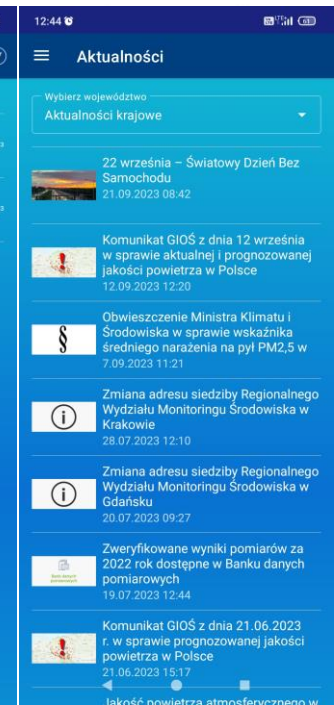 12:44
Aktualności
Wybierz województwo
Aktualności krajowe
22 września – Światowy Dzień Bez
Samochodu
21.09.2023 08:42
Komunikat GIOŚ z dnia 12 września
w sprawie aktualnej i prognozowanej
jakości powietrza w Polsce
12.09.2023 12:20
Obwieszczenie Ministra Klimatu i
Środowiska w sprawie wskaźnika
średniego narażenia na pył PM2,5 w
7.09.2023 11:21
Zmiana adresu siedziby Regionalnego
Wydziału Monitoringu Środowiska w
Krakowie
28.07.2023 12:10
Zmiana adresu siedziby Regionalnego
Wydziału Monitoringu Środowiska w
Gdańsku
20.07.2023 09:27
Zweryfikowane wyniki pomiarów za
2022 rok dostępne w Banku danych
pomiarowych
19.07.2023 12:44
Komunikat GIOŚ z dnia 21.06.2023
r. w sprawie prognozowanej jakości
powietrza w Polsce
21.06.2023 15:17
Jakość powietrza atmosferycznego w